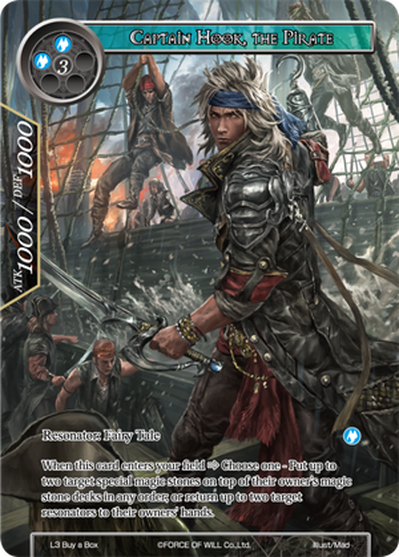 Captain Hook, the Pirate
3
ATK 1000 / DEF 1000
Resonator: Fairy Tale
When this card enters your field ⇨ Choose one - Put up to
two target special magic stones on top of their owner's magic
stone decks in any order; or return up to two target
resonators to their owners' hands.
L3 Buy a Box
©FORCE OF WILL Co.,Ltd.
Illust/Mad